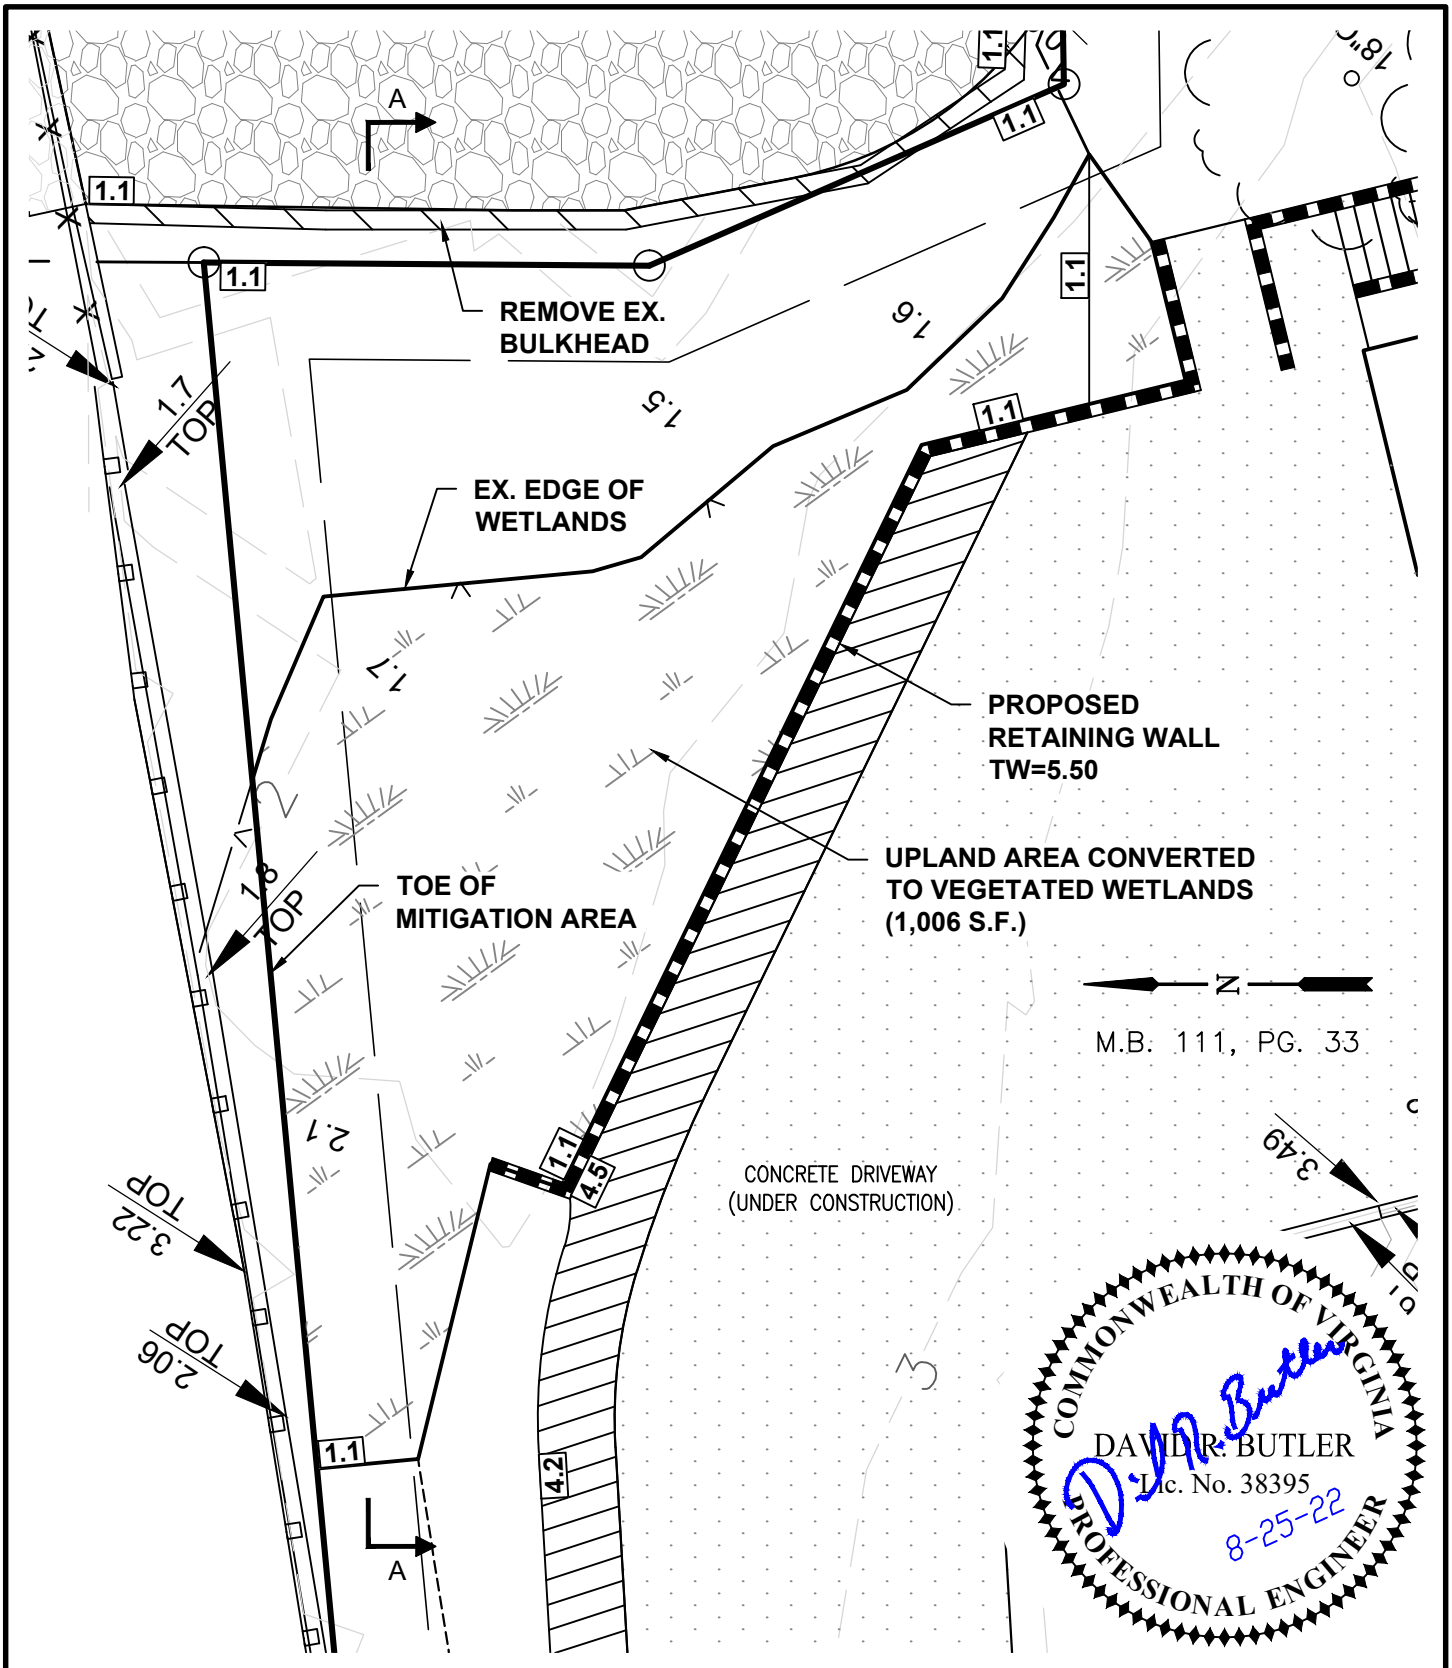 A
1.1
1.1
1.1
18"
1.1
REMOVE EX.
BULKHEAD
1.1
1.6
1.7
TOP
1.5
1.1
EX. EDGE OF
WETLANDS
1.7
PROPOSED
RETAINING WALL
TW=5.50
2
UPLAND AREA CONVERTED
TO VEGETATED WETLANDS
(1,006 S.F.)
1.8
TOP
TOE OF
MITIGATION AREA
N
M.B. 111, PG. 33
2.1
1.1
4.5
3.49
CONCRETE DRIVEWAY
(UNDER CONSTRUCTION)
TOP
3.22
TOP
2.06
3
1.1
4.2
A
COMMONWEALTH OF VIRGINIA
DAVID R. BUTLER
Lic. No. 38395
8-25-22
PROFESSIONAL ENGINEER
D. R. Butler